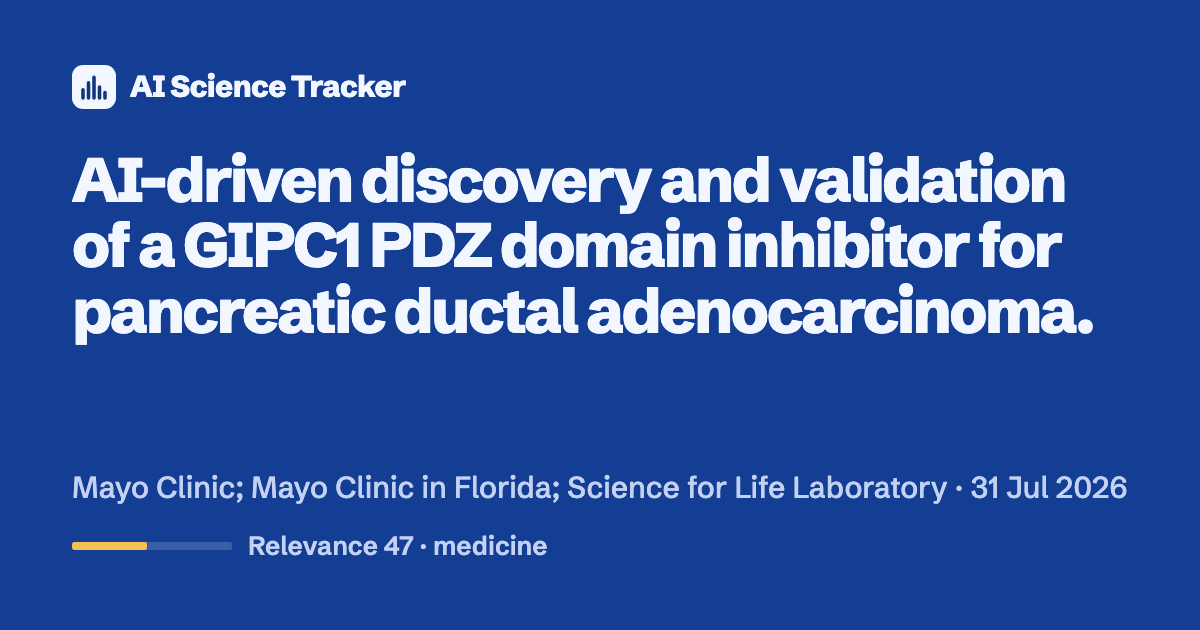 AI Science Tracker
AI-driven discovery and validation
of a GIPC1 PDZ domain inhibitor for
pancreatic ductal adenocarcinoma.
Mayo Clinic; Mayo Clinic in Florida; Science for Life Laboratory · 31 Jul 2026
Relevance 47 · medicine